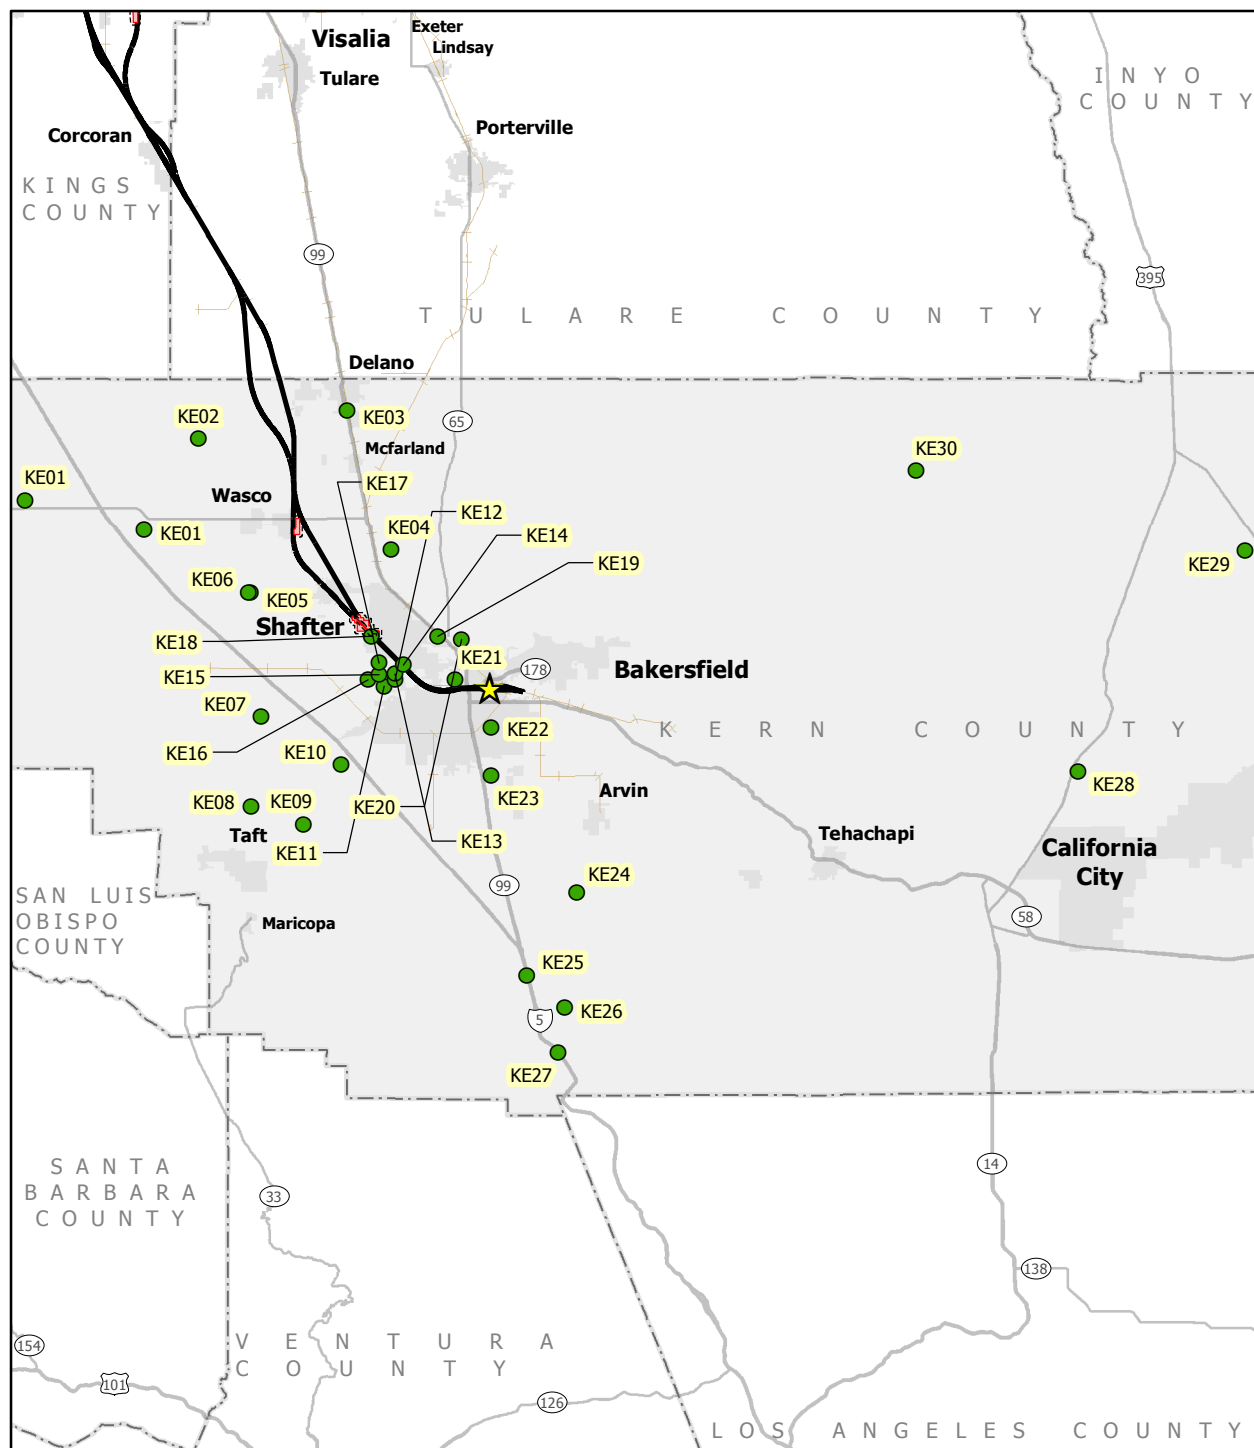 Exeter
Visalia
Lindsay
Tulare
INYO
COUNTY
Corcoran
Porterville
KINGS
COUNTY
99
395
TULARE COUNTY
Delano
KE02
KE03
65
Mcfarland
KE30
KE01
KE17
Wasco
KE12
KE01
KE04
KE14
KE29
KE19
KE06
KE05
Shafter
KE18
KE21
178
Bakersfield
KE15
KE07
KE22
KERN COUNTY
KE16
KE10
KE28
KE23
Arvin
KE08
KE09
KE20
Taft
Tehachapi
KE13
KE11
California
City
KE24
99
SAN LUIS
OBISPO
COUNTY
Maricopa
58
KE25
KE26
5
KE27
SANTA
BARBARA
COUNTY
14
33
138
154
VENTURA
COUNTY
101
126
LOS ANGELES COUNTY